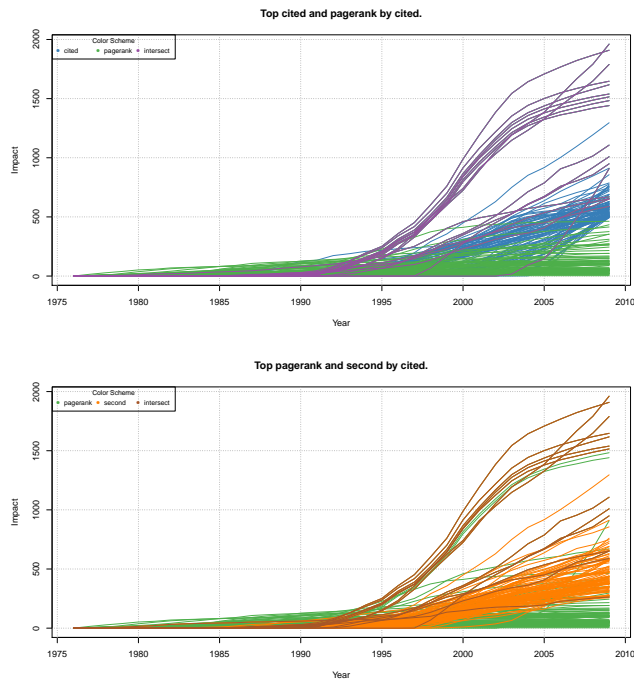 Top cited and pagerank by cited.
Color Scheme
cited pagerank intersect
2000
1500
1000
500
0
Impact
1975 1980 1985 1990 1995 2000 2005 2010
Year
Top pagerank and second by cited.
Color Scheme
pagerank second intersect
2000
1500
1000
500
0
Impact
1975 1980 1985 1990 1995 2000 2005 2010
Year